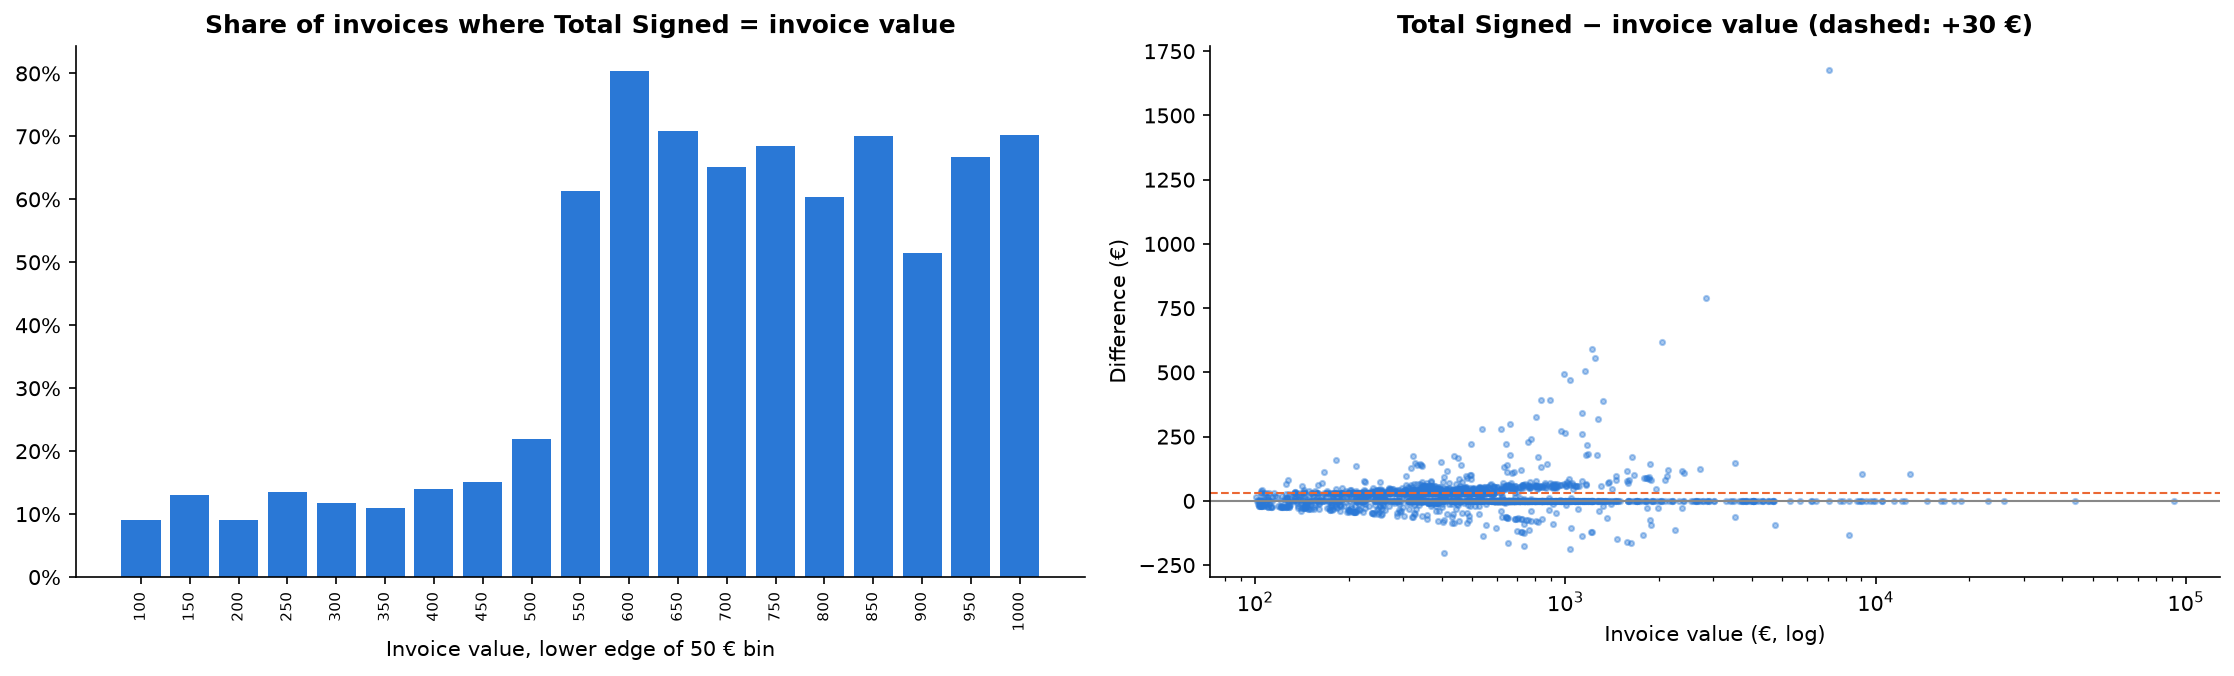 Share of invoices where Total Signed = invoice value
80%
70%
60%
50%
40%
30%
20%
10%
0%
100 150 200 250 300 350 400 450 500 550 600 650 700 750 800 850 900 950 1000
Invoice value, lower edge of 50 € bin
Total Signed − invoice value (dashed: +30 €)
Difference (€)
1750
1500
1250
1000
750
500
250
0
−250
10² 10³ 10⁴ 10⁵
Invoice value (€, log)